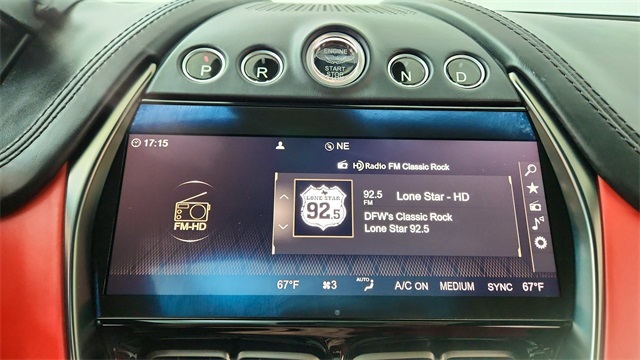 P R ENGINE START STOP N D
17:15 NE
HD Radio FM Classic Rock
92.5 FM Lone Star - HD
LONE STAR
92.5
DFW's Classic Rock
Lone Star 92.5
FM-HD
AUTO
67°F 3 A/C ON MEDIUM SYNC 67°F